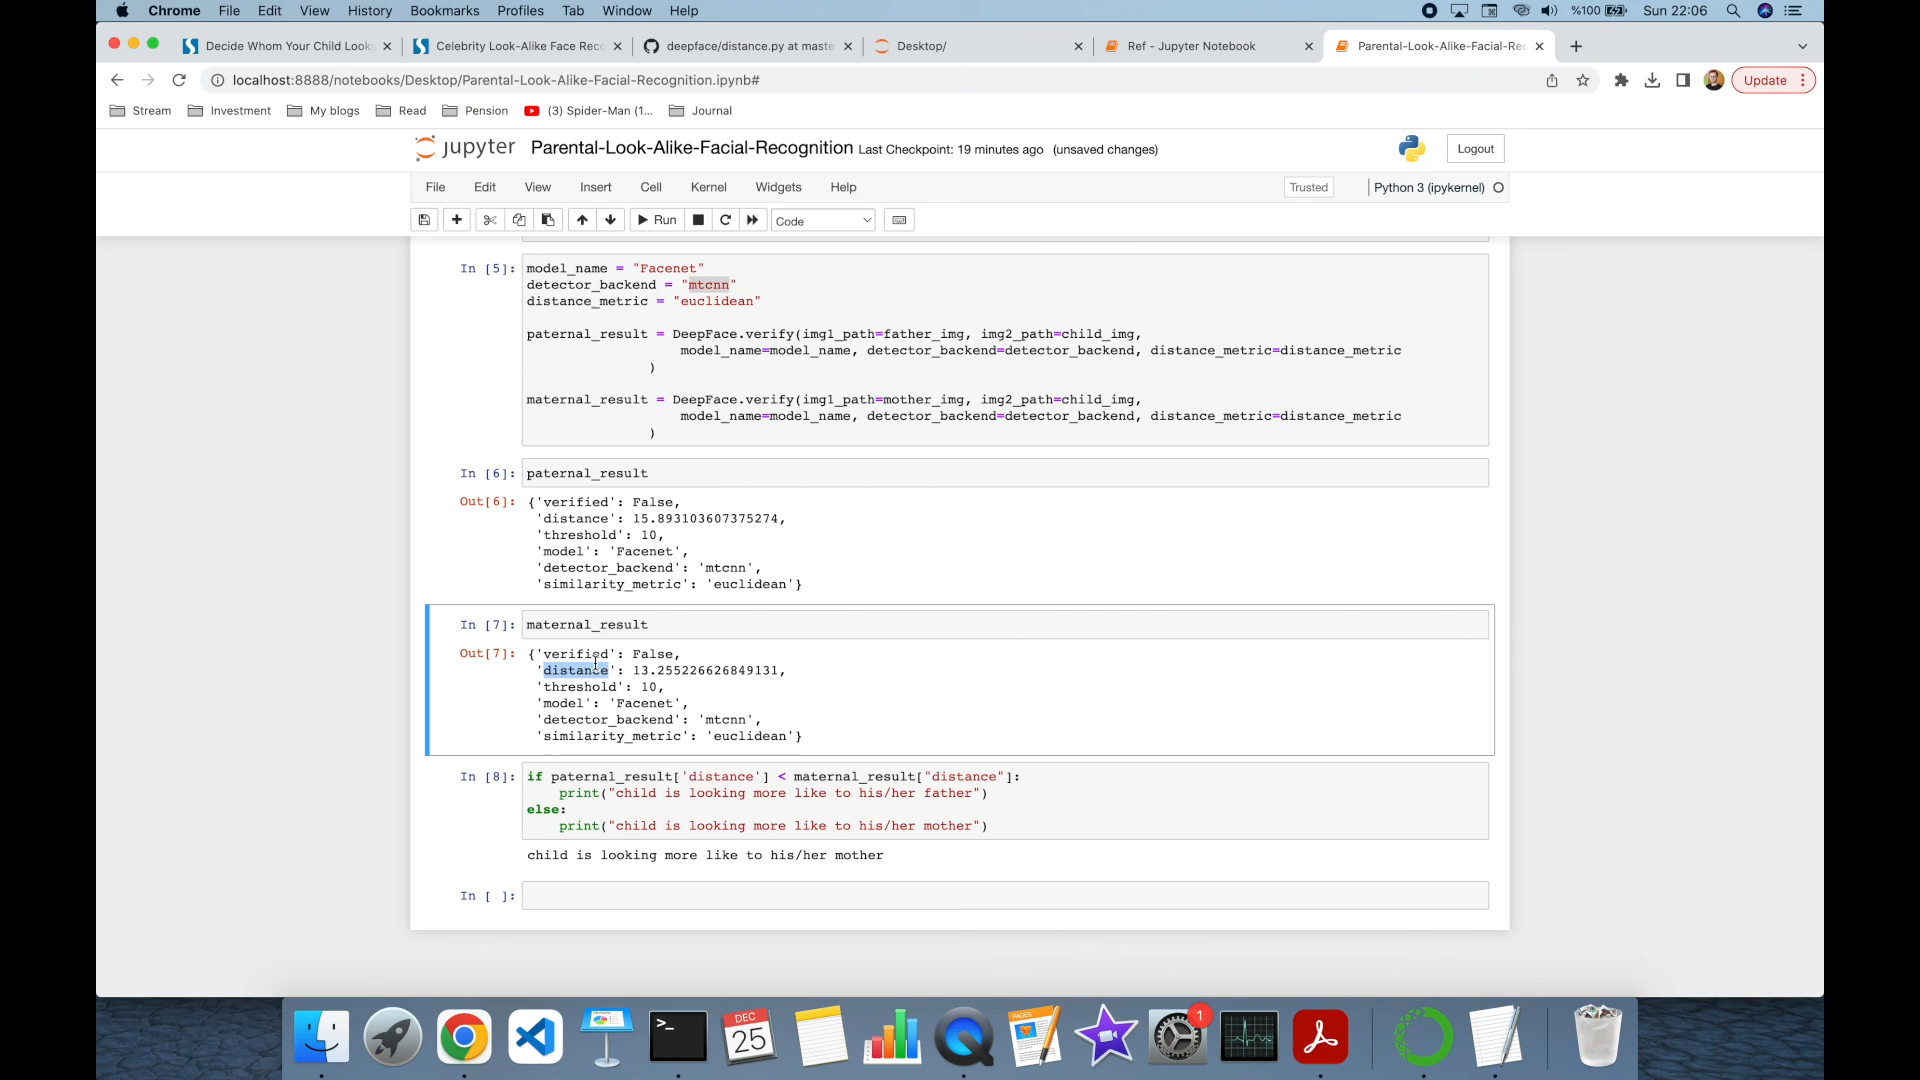 Chrome File Edit View History Bookmarks Profiles Tab Window Help
%100 Sun 22:06
Decide Whom Your Child Looks
Celebrity Look-Alike Face Reco
deepface/distance.py at maste
Desktop/
Ref - Jupyter Notebook
Parental-Look-Alike-Facial-Rec
localhost:8888/notebooks/Desktop/Parental-Look-Alike-Facial-Recognition.ipynb#
Update
Stream Investment My blogs Read Pension (3) Spider-Man (1... Journal
jupyter Parental-Look-Alike-Facial-Recognition Last Checkpoint: 19 minutes ago (unsaved changes)
Logout
File Edit View Insert Cell Kernel Widgets Help
Trusted Python 3 (ipykernel)
Run Code
In [5]: model_name = "Facenet"
detector_backend = "mtcnn"
distance_metric = "euclidean"
paternal_result = DeepFace.verify(img1_path=father_img, img2_path=child_img,
model_name=model_name, detector_backend=detector_backend, distance_metric=distance_metric
)
maternal_result = DeepFace.verify(img1_path=mother_img, img2_path=child_img,
model_name=model_name, detector_backend=detector_backend, distance_metric=distance_metric
)
In [6]: paternal_result
Out[6]: {'verified': False,
'distance': 15.893103607375274,
'threshold': 10,
'model': 'Facenet',
'detector_backend': 'mtcnn',
'similarity_metric': 'euclidean'}
In [7]: maternal_result
Out[7]: {'verified': False,
'distance': 13.255226626849131,
'threshold': 10,
'model': 'Facenet',
'detector_backend': 'mtcnn',
'similarity_metric': 'euclidean'}
In [8]: if paternal_result['distance'] < maternal_result["distance"]:
print("child is looking more like to his/her father")
else:
print("child is looking more like to his/her mother")
child is looking more like to his/her mother
In [ ]:
DEC
25
PAGES
1